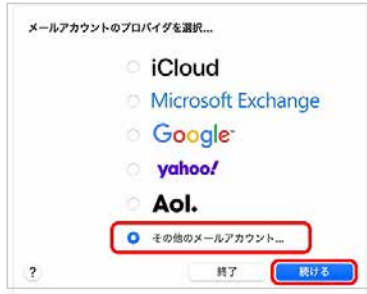 メールアカウントのプロバイダを選択...
iCloud
Microsoft Exchange
Google
yahoo!
Aol.
その他のメールアカウント...
?
終了
続ける